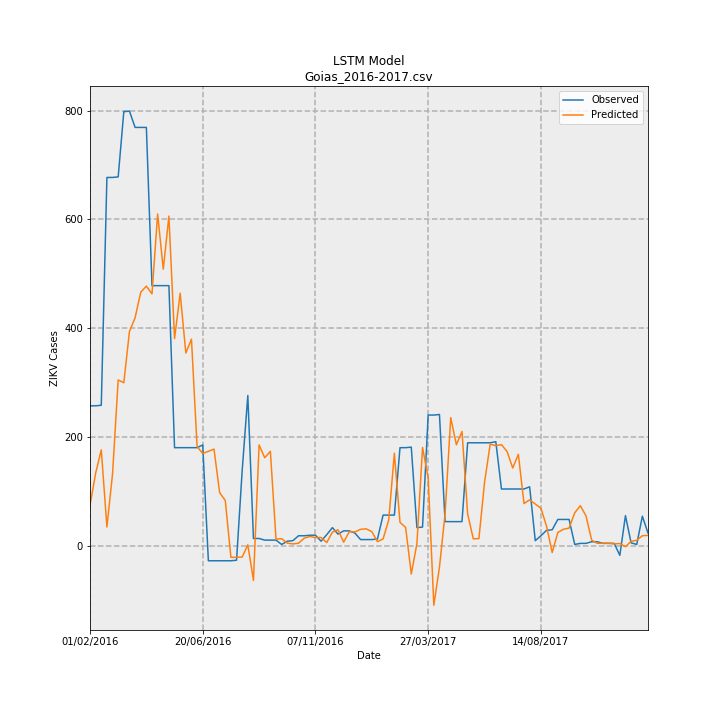 LSTM Model
Goias_2016-2017.csv
Observed
Predicted
800
600
400
200
0
ZIKV Cases
01/02/2016
20/06/2016
07/11/2016
27/03/2017
14/08/2017
Date